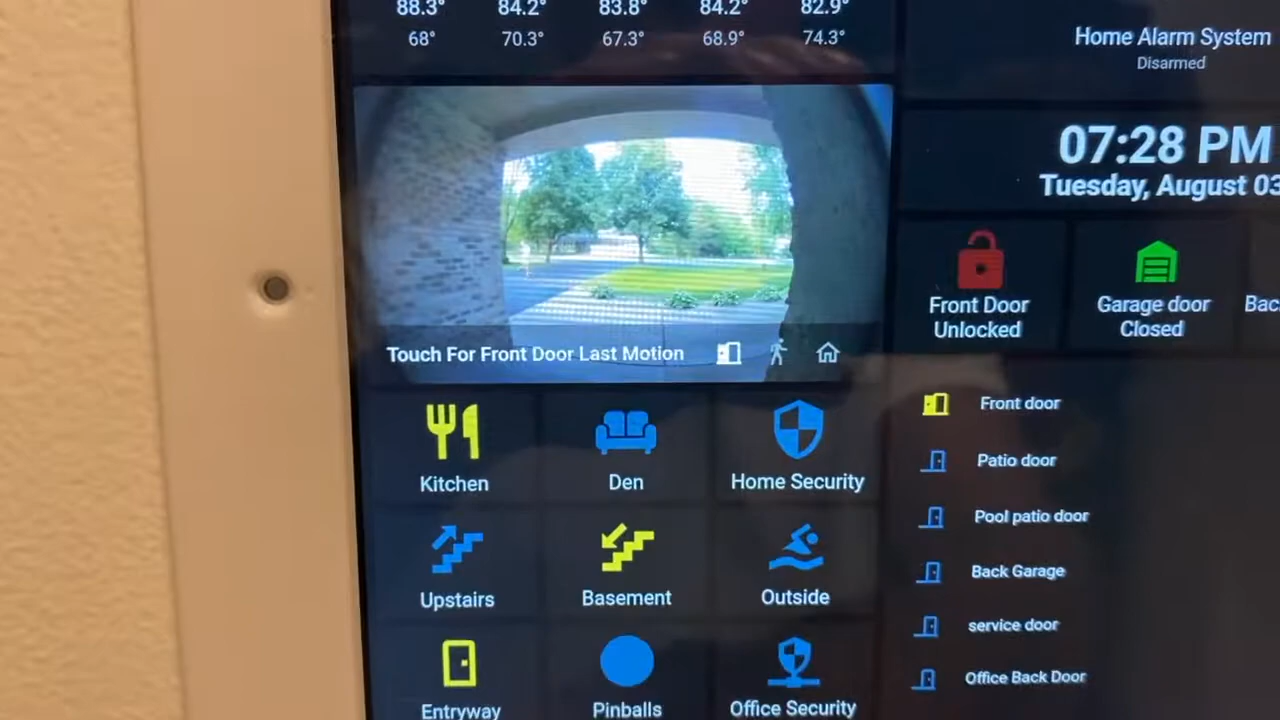 88.3° 84.2° 83.8° 84.2° 82.9°
68° 70.3° 67.3° 68.9° 74.3°
Home Alarm System
Disarmed
07:28 PM
Tuesday, August 03
Front Door
Unlocked
Garage door
Closed
Touch For Front Door Last Motion
Kitchen
Den
Home Security
Upstairs
Basement
Outside
Entryway
Pinballs
Office Security
Front door
Patio door
Pool patio door
Back Garage
service door
Office Back Door